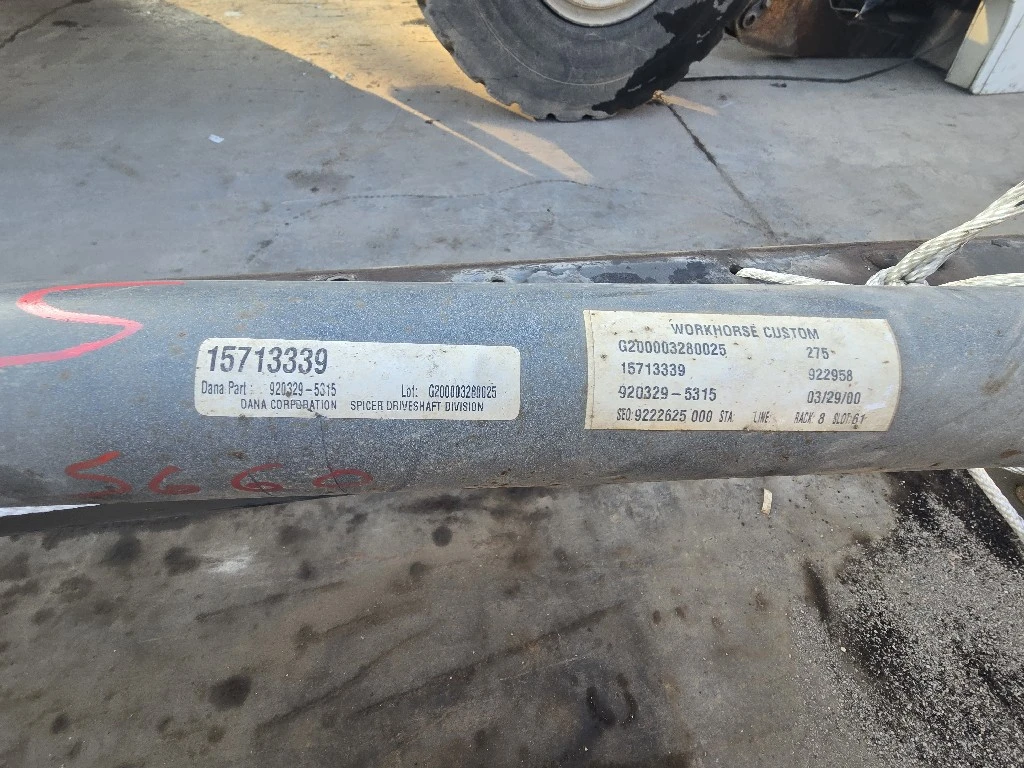 15713339
Dana Part: 920329-5315 Lot: G200003280025
DANA CORPORATION SPICER DRIVESHAFT DIVISION
WORKHORSE CUSTOM
G200003280025 275
15713339 922958
920329-5315 03/29/00
SEQ: 9222625 000 STA: LINE: RACK: 8 SLOT: 61
S